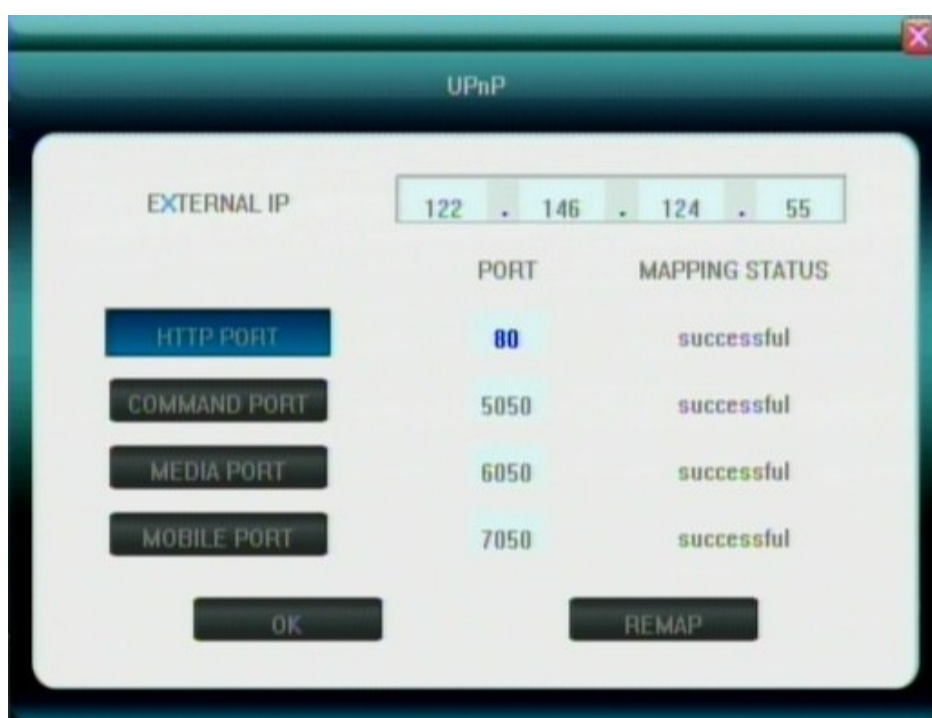 UPnP
EXTERNAL IP 122 . 146 . 124 . 55
PORT MAPPING STATUS
HTTP PORT 80 successful
COMMAND PORT 5050 successful
MEDIA PORT 6050 successful
MOBILE PORT 7050 successful
OK REMAP